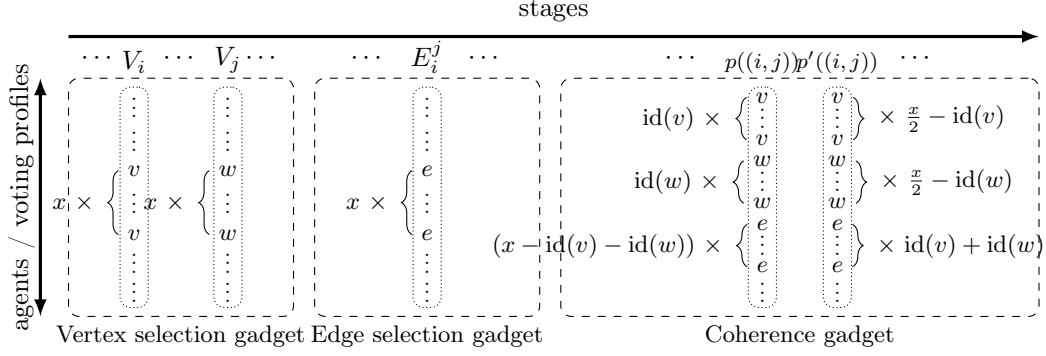 stages
⋯ V_i ⋯ V_j ⋯ ⋯ E_i^j ⋯ ⋯ p((i, j)) p′((i, j)) ⋯
agents / voting profiles
x × { v ⋮ v
x × { w ⋮ w
x × { e ⋮ e
id(v) × { v ⋮ v v ⋮ v } × x/2 − id(v)
id(w) × { w ⋮ w w ⋮ w } × x/2 − id(w)
(x − id(v) − id(w)) × { e ⋮ e e ⋮ e } × id(v) + id(w)
Vertex selection gadget Edge selection gadget Coherence gadget